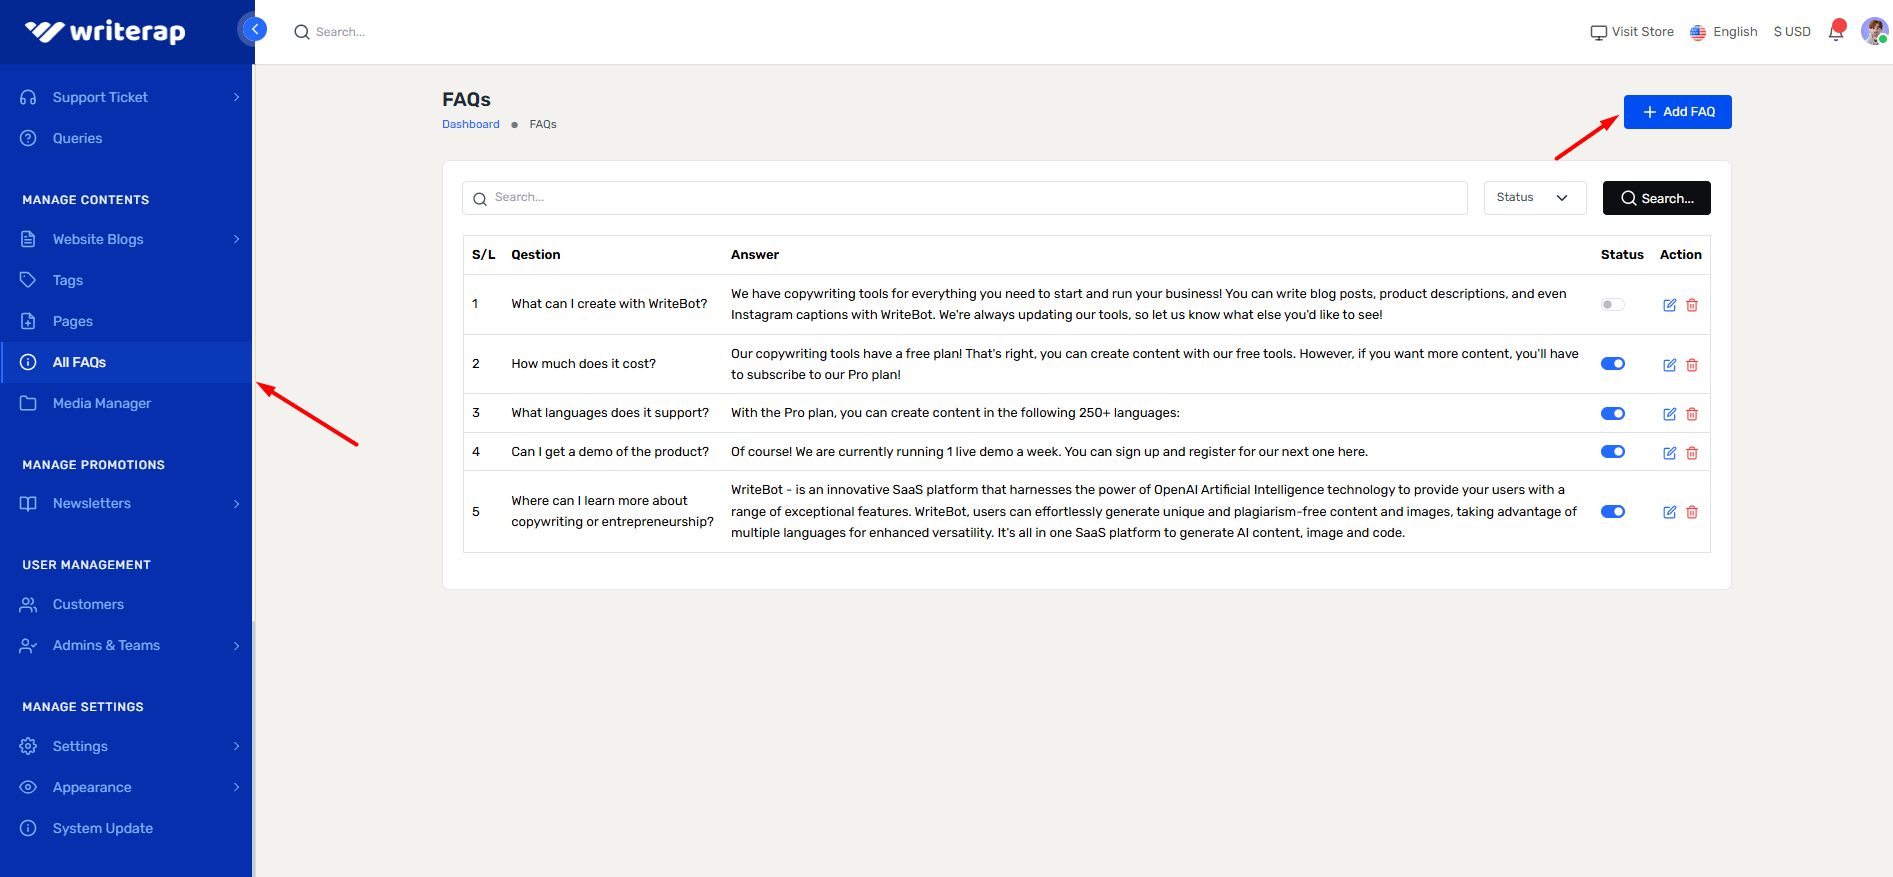 writerap
Search...
Visit Store
English
$ USD
Support Ticket
Queries
MANAGE CONTENTS
Website Blogs
Tags
Pages
All FAQs
Media Manager
MANAGE PROMOTIONS
Newsletters
USER MANAGEMENT
Customers
Admins & Teams
MANAGE SETTINGS
Settings
Appearance
System Update
FAQs
Dashboard
FAQs
Add FAQ
Search...
Status
Search...
S/L Qestion Answer Status Action
1
What can I create with WriteBot?
We have copywriting tools for everything you need to start and run your business! You can write blog posts, product descriptions, and even
Instagram captions with WriteBot. We're always updating our tools, so let us know what else you'd like to see!
2
How much does it cost?
Our copywriting tools have a free plan! That's right, you can create content with our free tools. However, if you want more content, you'll have
to subscribe to our Pro plan!
3
What languages does it support?
With the Pro plan, you can create content in the following 250+ languages:
4
Can I get a demo of the product?
Of course! We are currently running 1 live demo a week. You can sign up and register for our next one here.
5
Where can I learn more about
copywriting or entrepreneurship?
WriteBot - is an innovative SaaS platform that harnesses the power of OpenAI Artificial Intelligence technology to provide your users with a
range of exceptional features. WriteBot, users can effortlessly generate unique and plagiarism-free content and images, taking advantage of
multiple languages for enhanced versatility. It's all in one SaaS platform to generate AI content, image and code.